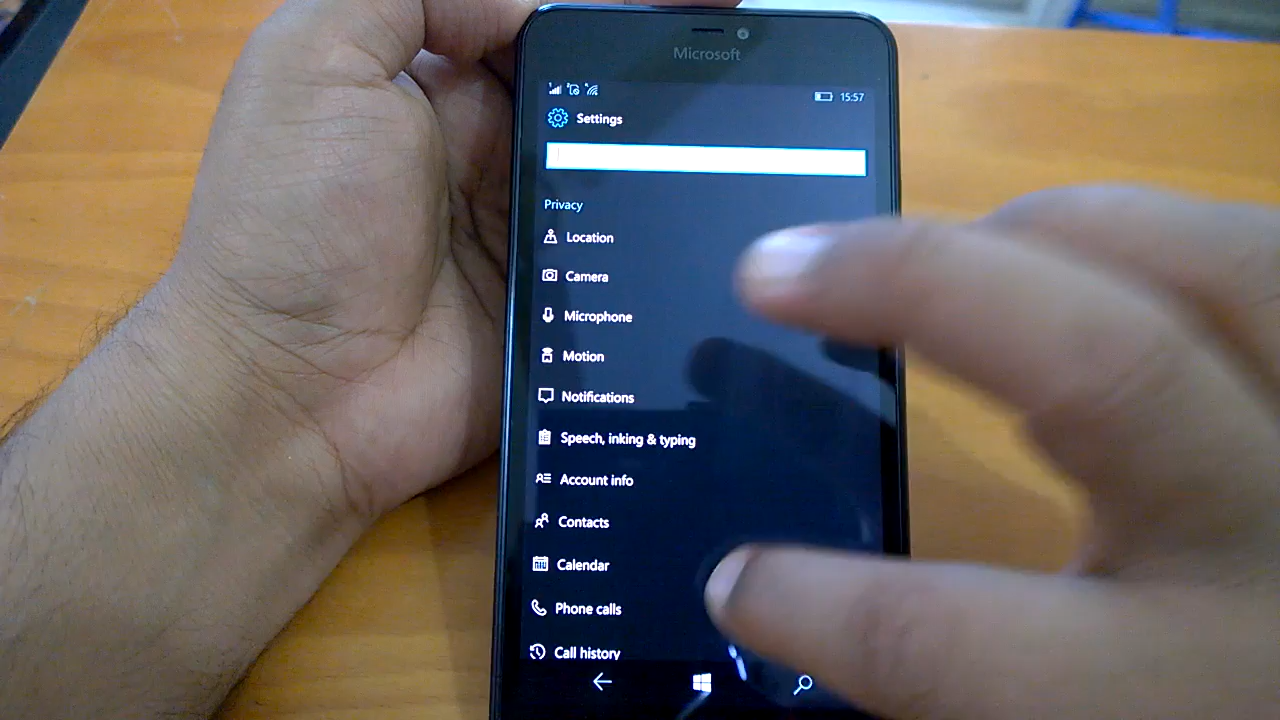 Microsoft
15:57
Settings
Privacy
Location
Camera
Microphone
Motion
Notifications
Speech, inking & typing
Account info
Contacts
Calendar
Phone calls
Call history